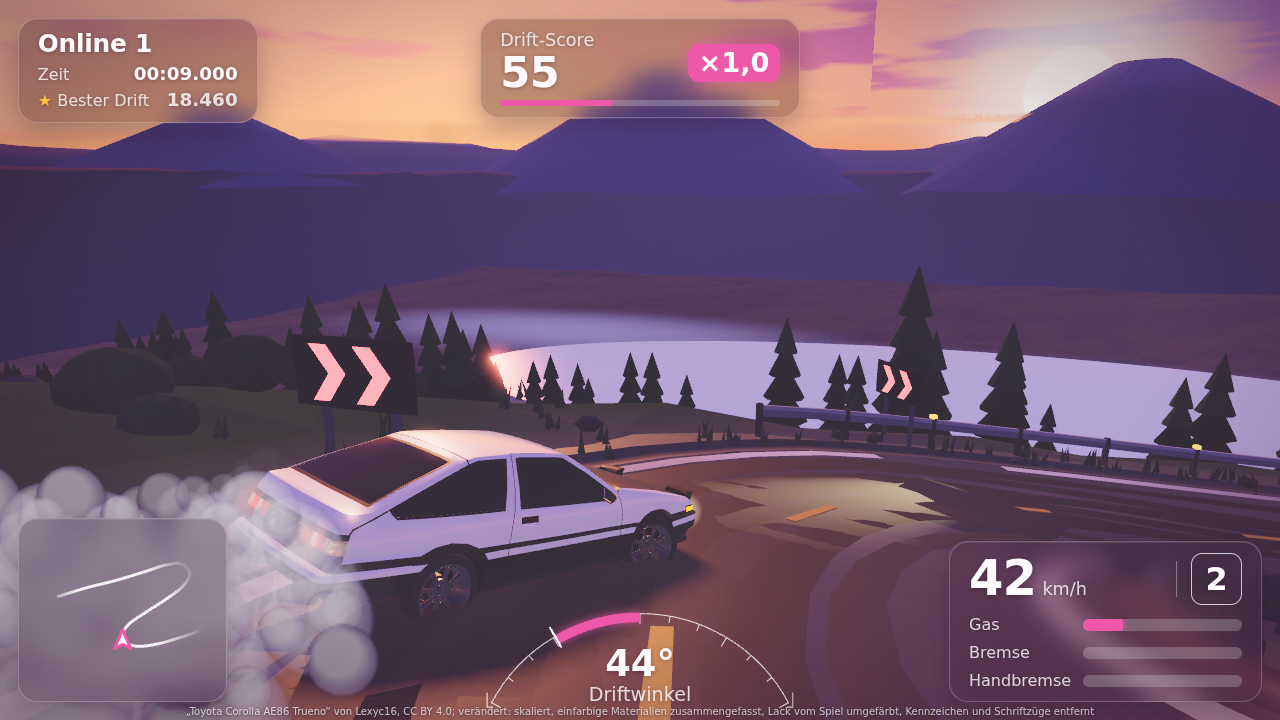 Online 1
Zeit 00:09.000
★ Bester Drift 18.460
Drift-Score
55
×1,0
42 km/h
2
Gas
Bremse
Handbremse
44°
Driftwinkel
„Toyota Corolla AE86 Trueno“ von Lexyc16, CC BY 4.0; verändert: skaliert, einfarbige Materialien zusammengefasst, Lack vom Spiel umgefärbt, Kennzeichen und Schriftzüge entfernt